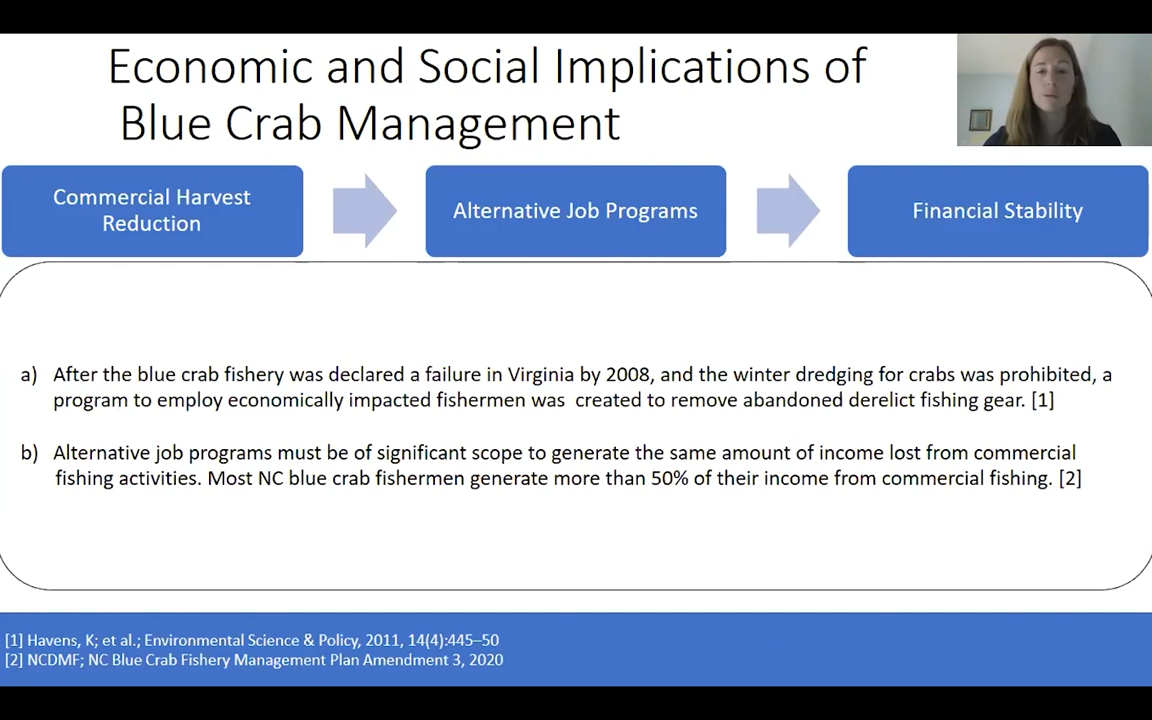 Economic and Social Implications of
Blue Crab Management
Commercial Harvest
Reduction
Alternative Job Programs
Financial Stability
a) After the blue crab fishery was declared a failure in Virginia by 2008, and the winter dredging for crabs was prohibited, a
program to employ economically impacted fishermen was created to remove abandoned derelict fishing gear. [1]
b) Alternative job programs must be of significant scope to generate the same amount of income lost from commercial
fishing activities. Most NC blue crab fishermen generate more than 50% of their income from commercial fishing. [2]
[1] Havens, K; et al.; Environmental Science & Policy, 2011, 14(4):445–50
[2] NCDMF; NC Blue Crab Fishery Management Plan Amendment 3, 2020